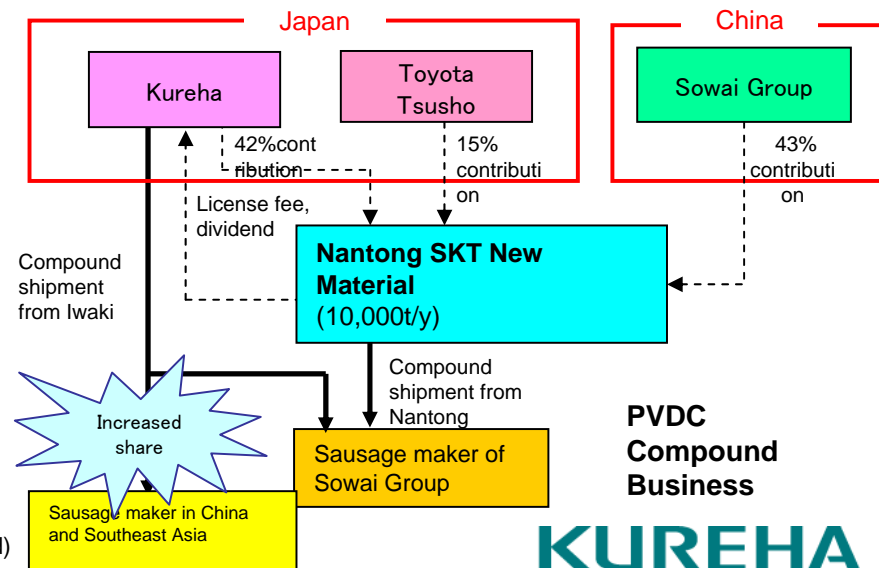 Japan
China
Kureha
Toyota
Tsusho
Sowai Group
42%cont
ribution
15%
contributi
on
43%
contributi
on
License fee,
dividend
Nantong SKT New
Material
(10,000t/y)
Compound
shipment
from Iwaki
Compound
shipment from
Nantong
Increased
share
PVDC
Compound
Business
Sausage maker of
Sowai Group
Sausage maker in China
and Southeast Asia
KUREHA